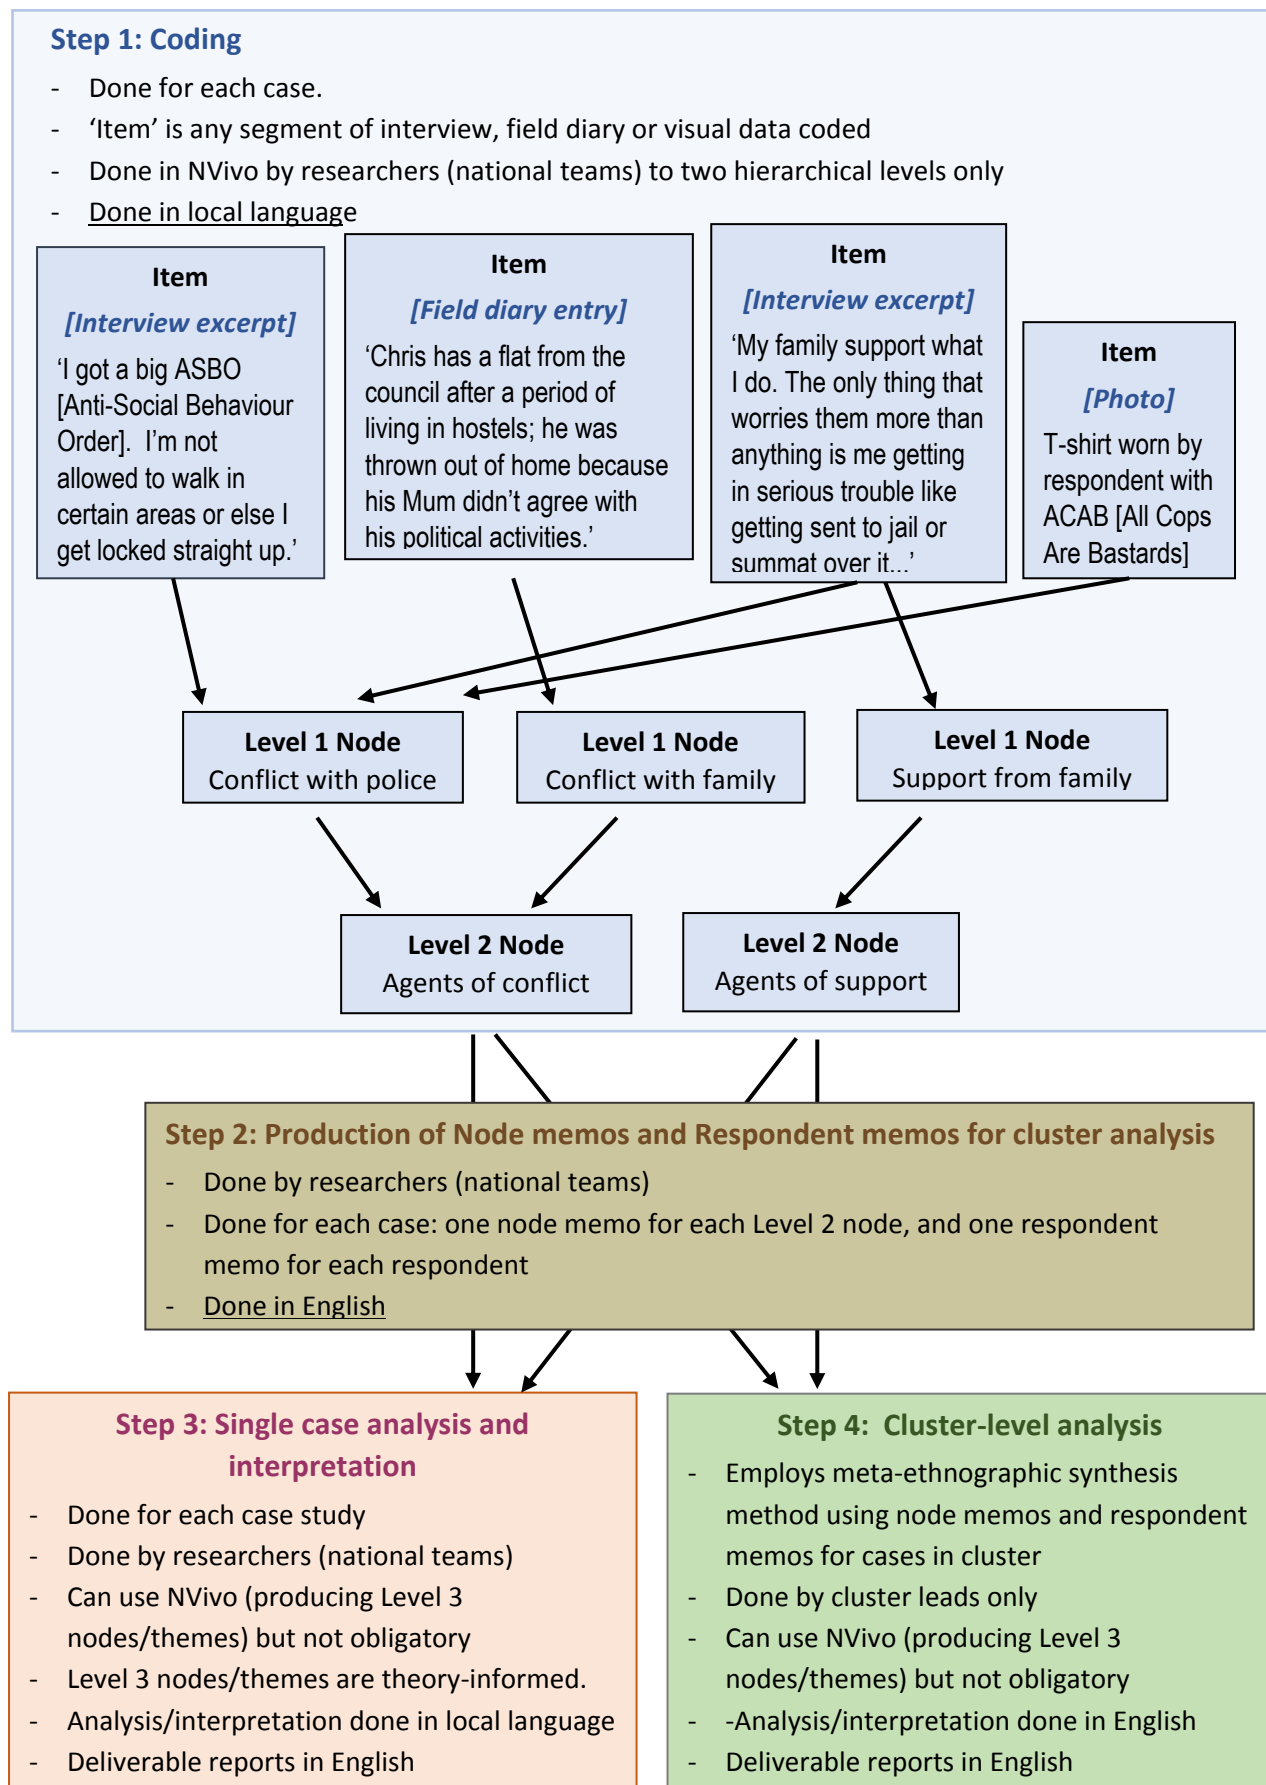 Step 1: Coding
- Done for each case.
- ‘Item’ is any segment of interview, field diary or visual data coded
- Done in NVivo by researchers (national teams) to two hierarchical levels only
- Done in local language
Item
[Interview excerpt]
‘I got a big ASBO
[Anti-Social Behaviour
Order].  I’m not
allowed to walk in
certain areas or else I
get locked straight up.’
Item
[Field diary entry]
‘Chris has a flat from the
council after a period of
living in hostels; he was
thrown out of home because
his Mum didn’t agree with
his political activities.’
Item
[Interview excerpt]
‘My family support what
I do. The only thing that
worries them more than
anything is me getting
in serious trouble like
getting sent to jail or
summat over it...’
Item
[Photo]
T-shirt worn by
respondent with
ACAB [All Cops
Are Bastards]
Level 1 Node
Conflict with police
Level 1 Node
Conflict with family
Level 1 Node
Support from family
Level 2 Node
Agents of conflict
Level 2 Node
Agents of support
Step 2: Production of Node memos and Respondent memos for cluster analysis
- Done by researchers (national teams)
- Done for each case: one node memo for each Level 2 node, and one respondent
memo for each respondent
- Done in English
Step 3: Single case analysis and
interpretation
- Done for each case study
- Done by researchers (national teams)
- Can use NVivo (producing Level 3
nodes/themes) but not obligatory
- Level 3 nodes/themes are theory-informed.
- Analysis/interpretation done in local language
- Deliverable reports in English
Step 4:  Cluster-level analysis
- Employs meta-ethnographic synthesis
method using node memos and respondent
memos for cases in cluster
- Done by cluster leads only
- Can use NVivo (producing Level 3
nodes/themes) but not obligatory
- -Analysis/interpretation done in English
- Deliverable reports in English